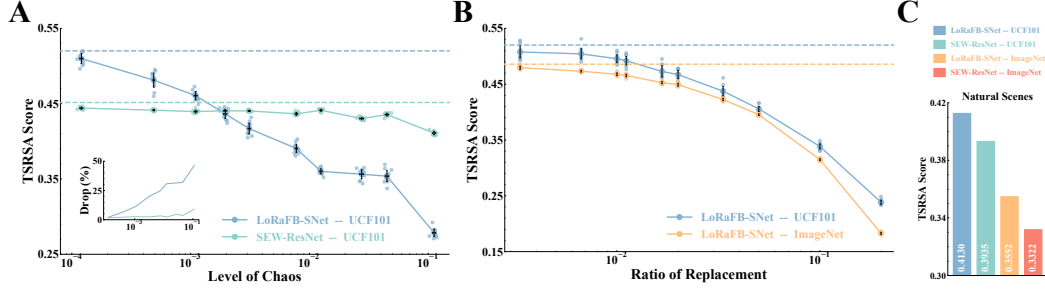 A
0.55
0.45
0.35
0.25
TSRSA Score
50
25
0
Drop (%)
10⁻³
10⁻¹
LoRaFB-SNet -- UCF101
SEW-ResNet -- UCF101
10⁻⁴
10⁻³
10⁻²
10⁻¹
Level of Chaos
B
0.55
0.45
0.35
0.25
0.15
TSRSA Score
LoRaFB-SNet -- UCF101
LoRaFB-SNet -- ImageNet
10⁻²
10⁻¹
Ratio of Replacement
C
LoRaFB-SNet -- UCF101
SEW-ResNet -- UCF101
LoRaFB-SNet -- ImageNet
SEW-ResNet -- ImageNet
Natural Scenes
0.42
0.38
0.34
0.30
TSRSA Score
0.4130
0.3935
0.3552
0.3322